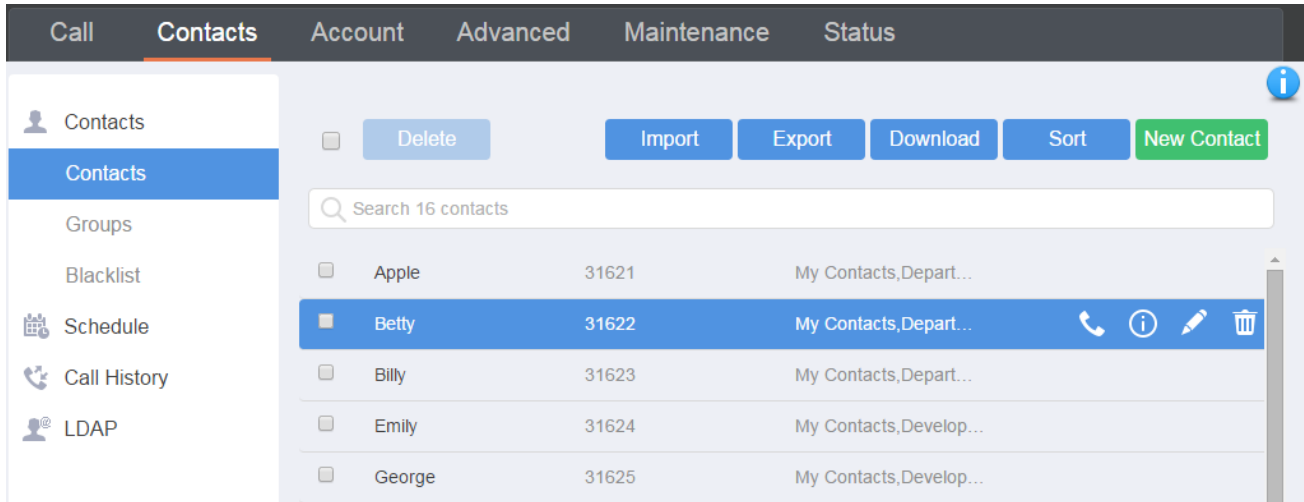 Call Contacts Account Advanced Maintenance Status
Contacts
Contacts
Groups
Blacklist
Schedule
Call History
LDAP
Delete Import Export Download Sort New Contact
Search 16 contacts
Apple 31621 My Contacts,Depart...
Betty 31622 My Contacts,Depart...
Billy 31623 My Contacts,Depart...
Emily 31624 My Contacts,Develop...
George 31625 My Contacts,Develop...